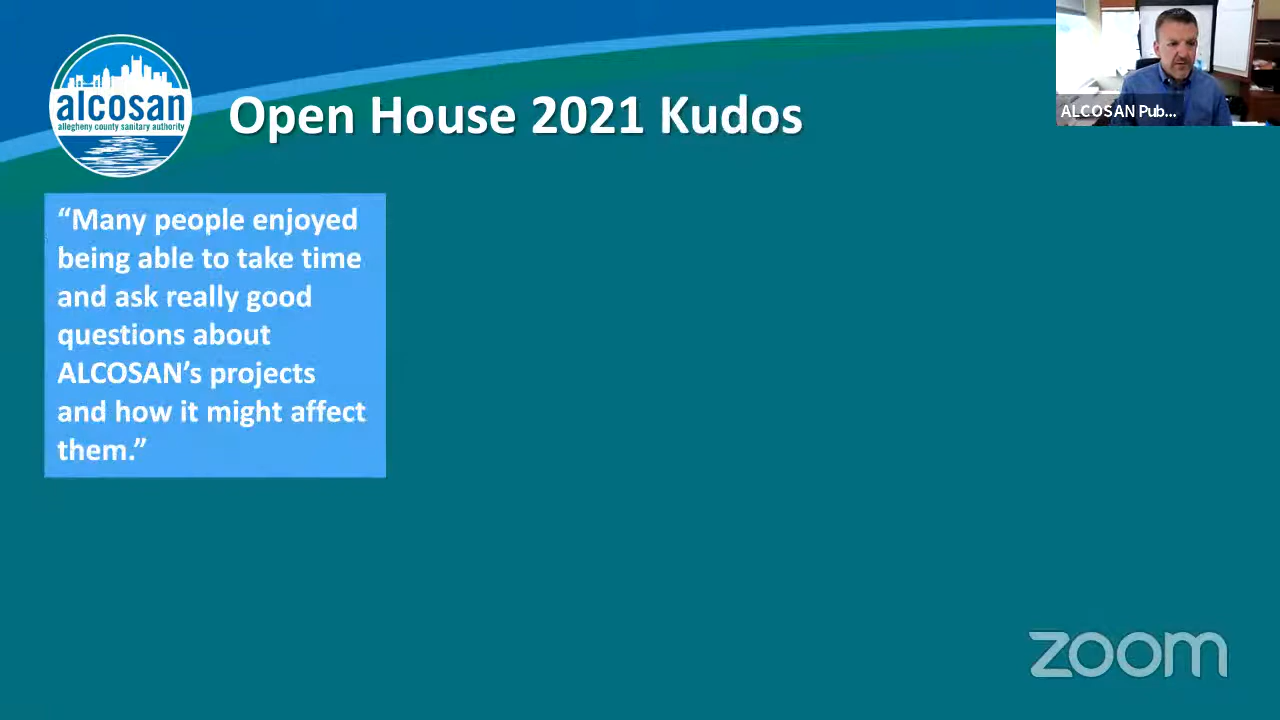 alcosan
allegheny county sanitary authority
Open House 2021 Kudos
ALCOSAN Pub...
“Many people enjoyed
being able to take time
and ask really good
questions about
ALCOSAN’s projects
and how it might affect
them.”
zoom